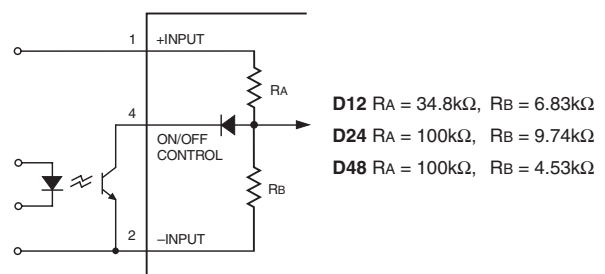 1 +INPUT
RA
4
ON/OFF
CONTROL
RB
2 –INPUT
D12 RA = 34.8kΩ, RB = 6.83kΩ
D24 RA = 100kΩ, RB = 9.74kΩ
D48 RA = 100kΩ, RB = 4.53kΩ